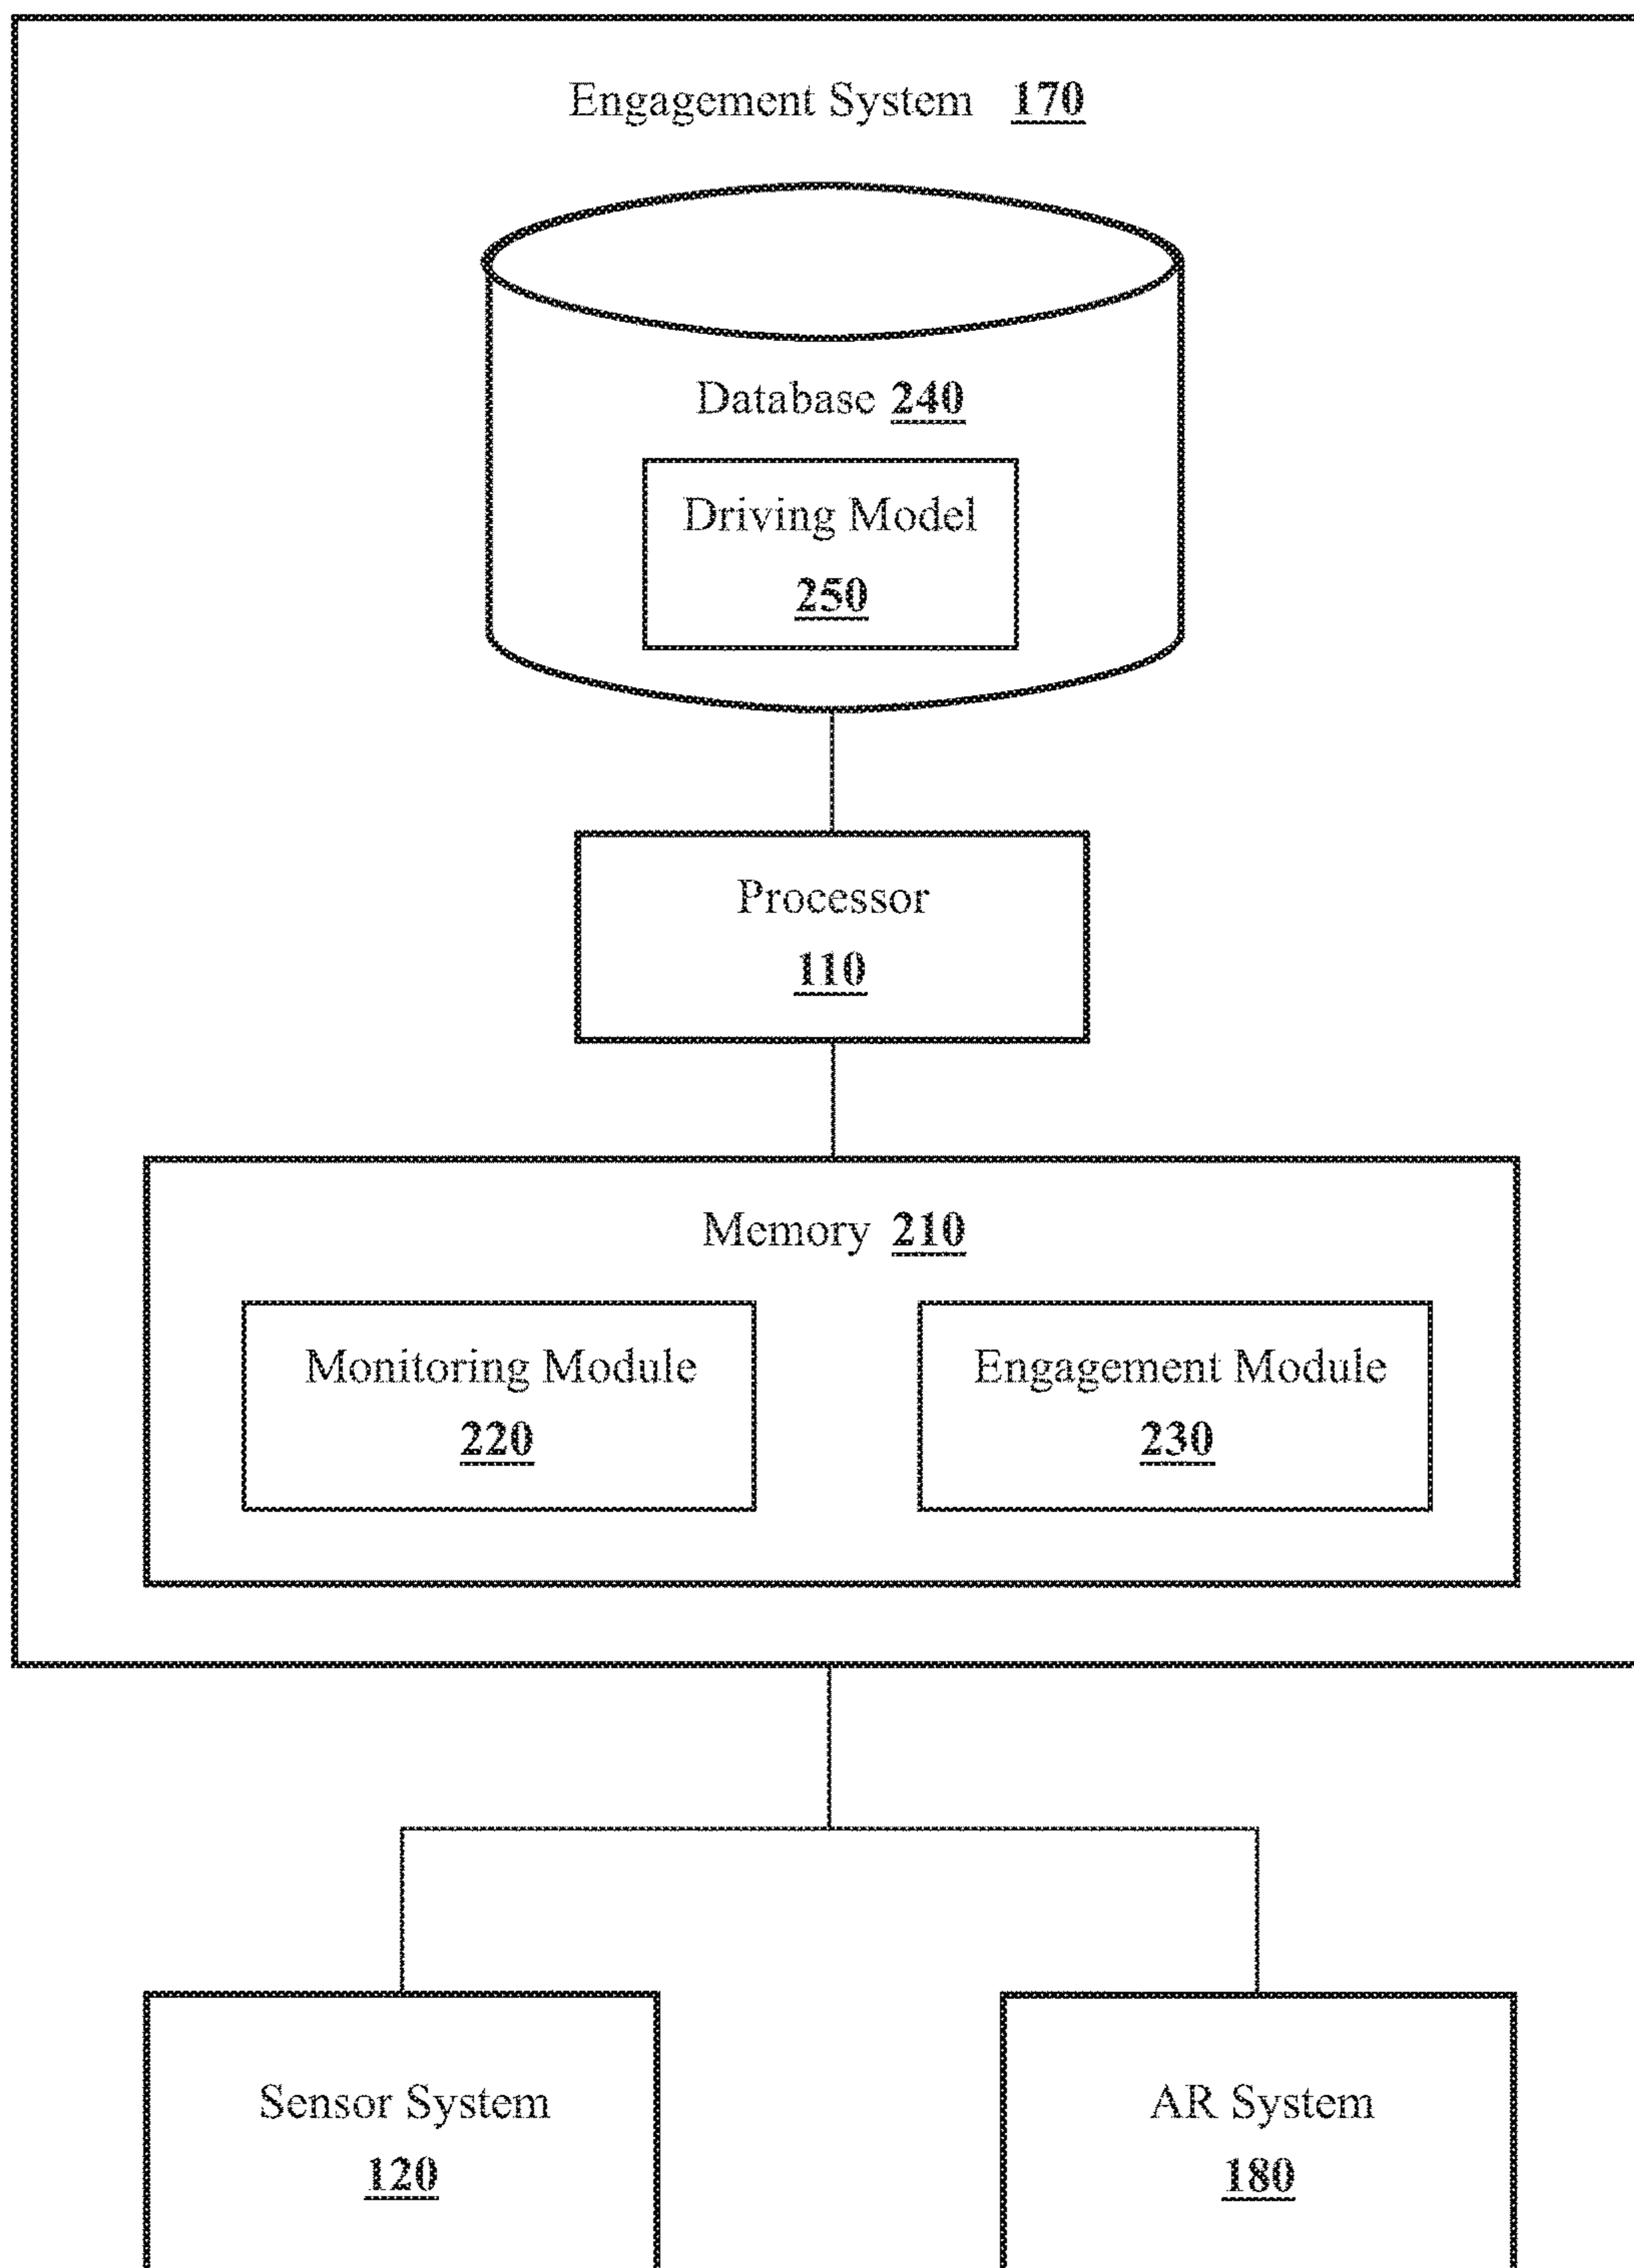 Engagement System 170
Database 240
Driving Model
250
Processor
110
Memory 210
Monitoring Module
220
Engagement Module
230
Sensor System
120
AR System
180